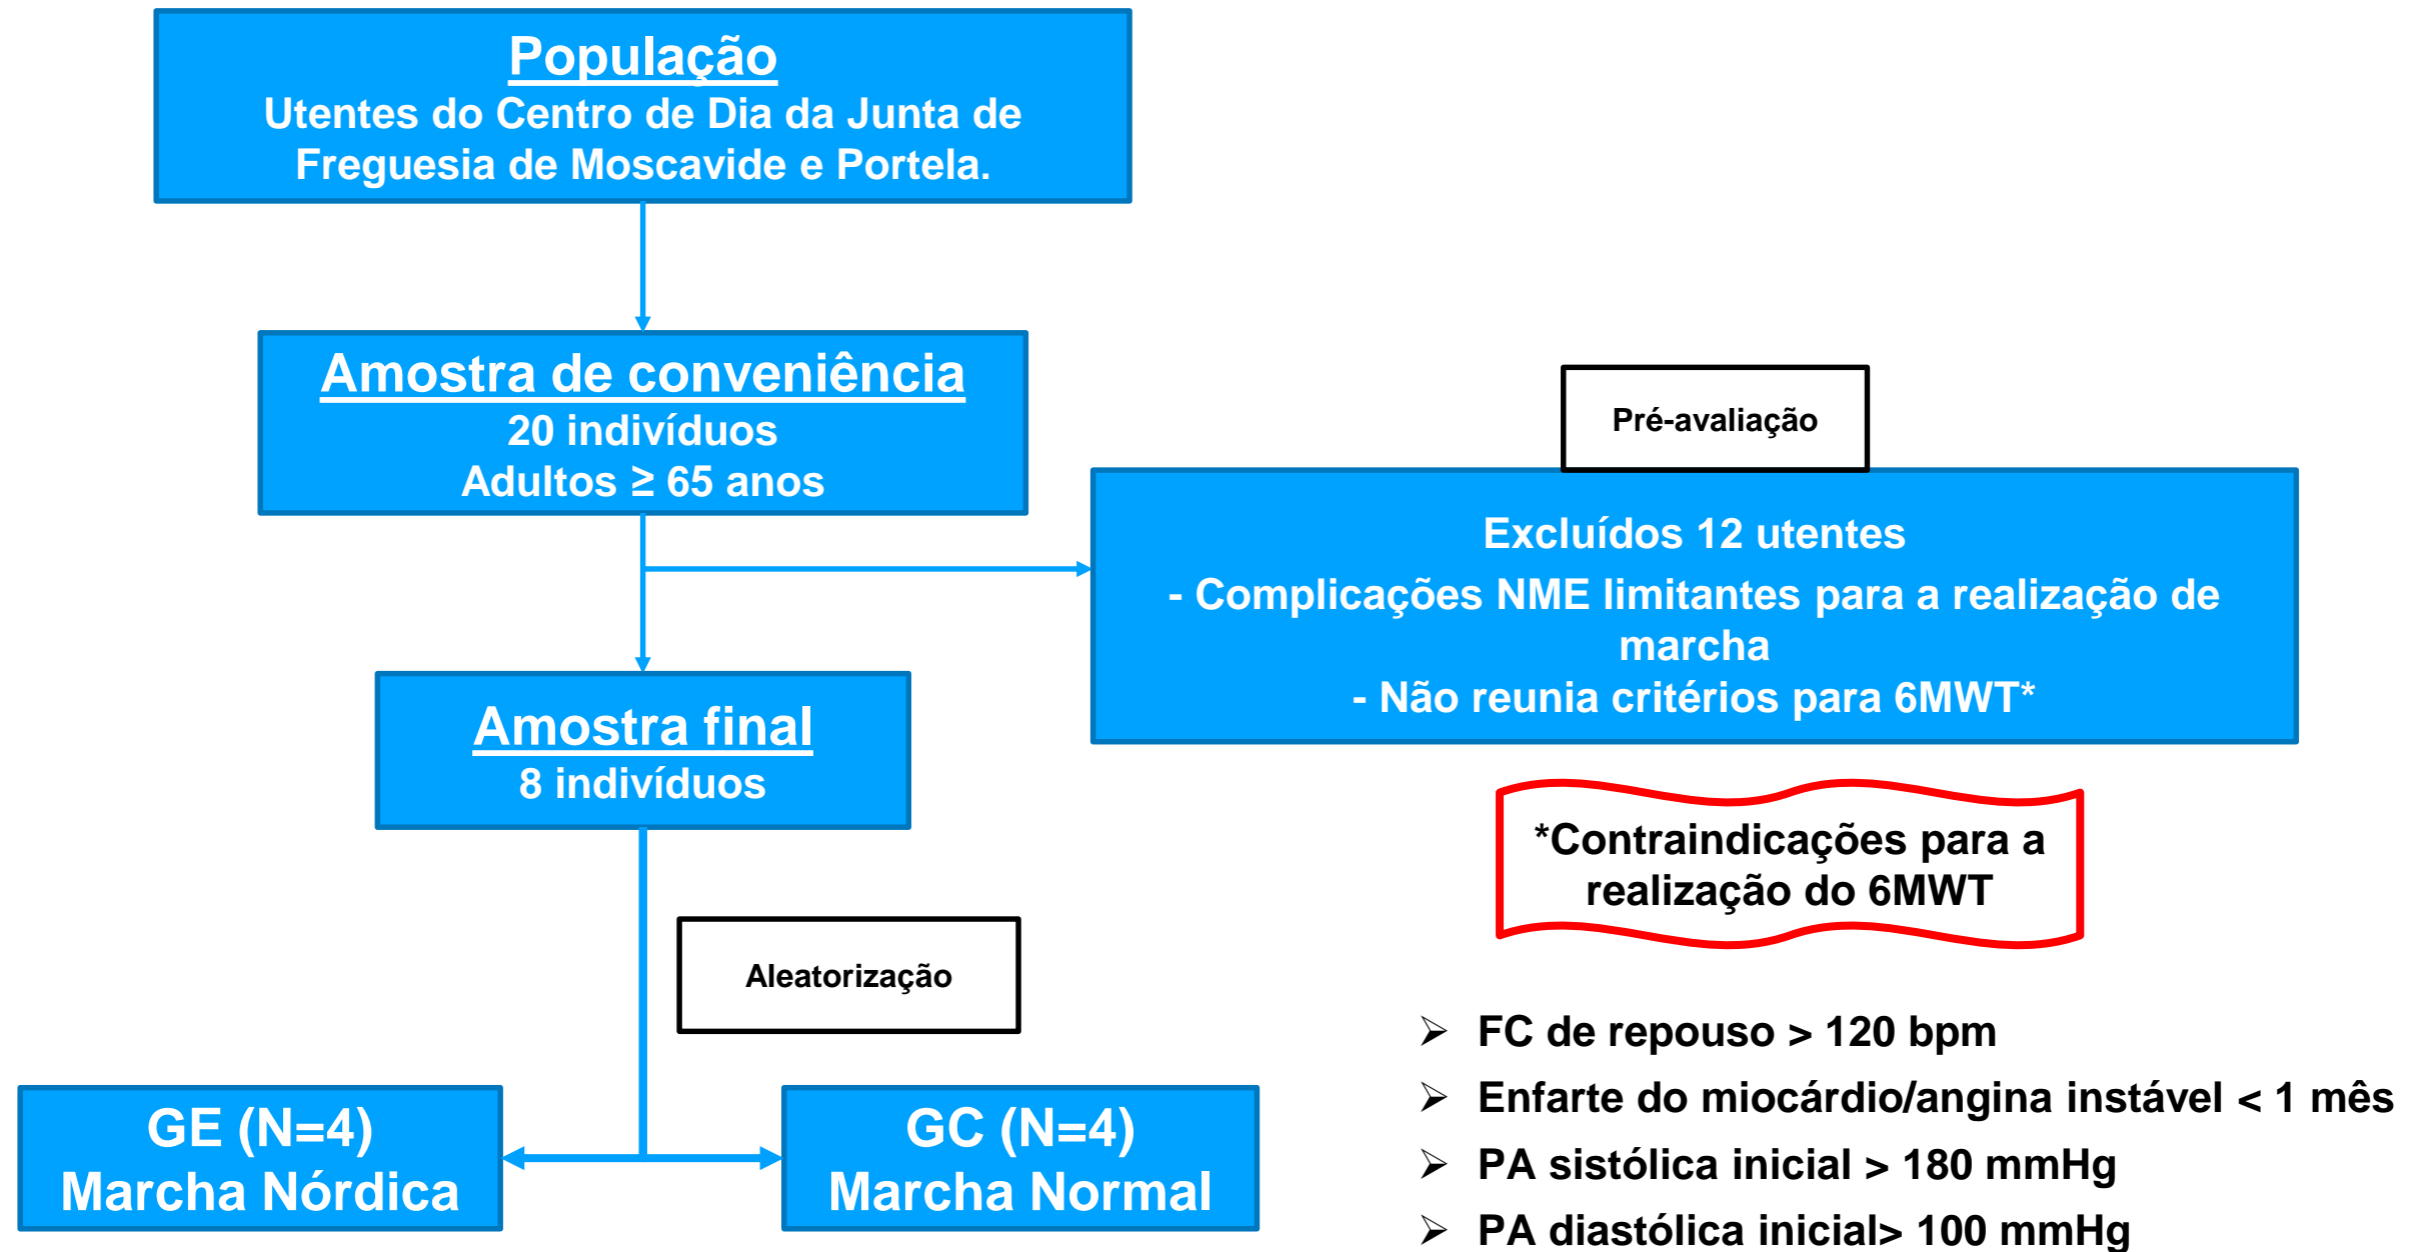 População
Utentes do Centro de Dia da Junta de
Freguesia de Moscavide e Portela.
Amostra de conveniência
20 indivíduos
Adultos ≥ 65 anos
Pré-avaliação
Excluídos 12 utentes
- Complicações NME limitantes para a realização de
marcha
- Não reunia critérios para 6MWT*
Amostra final
8 indivíduos
*Contraindicações para a
realização do 6MWT
Aleatorização
➢ FC de repouso > 120 bpm
➢ Enfarte do miocárdio/angina instável < 1 mês
➢ PA sistólica inicial > 180 mmHg
➢ PA diastólica inicial> 100 mmHg
GE (N=4)
Marcha Nórdica
GC (N=4)
Marcha Normal